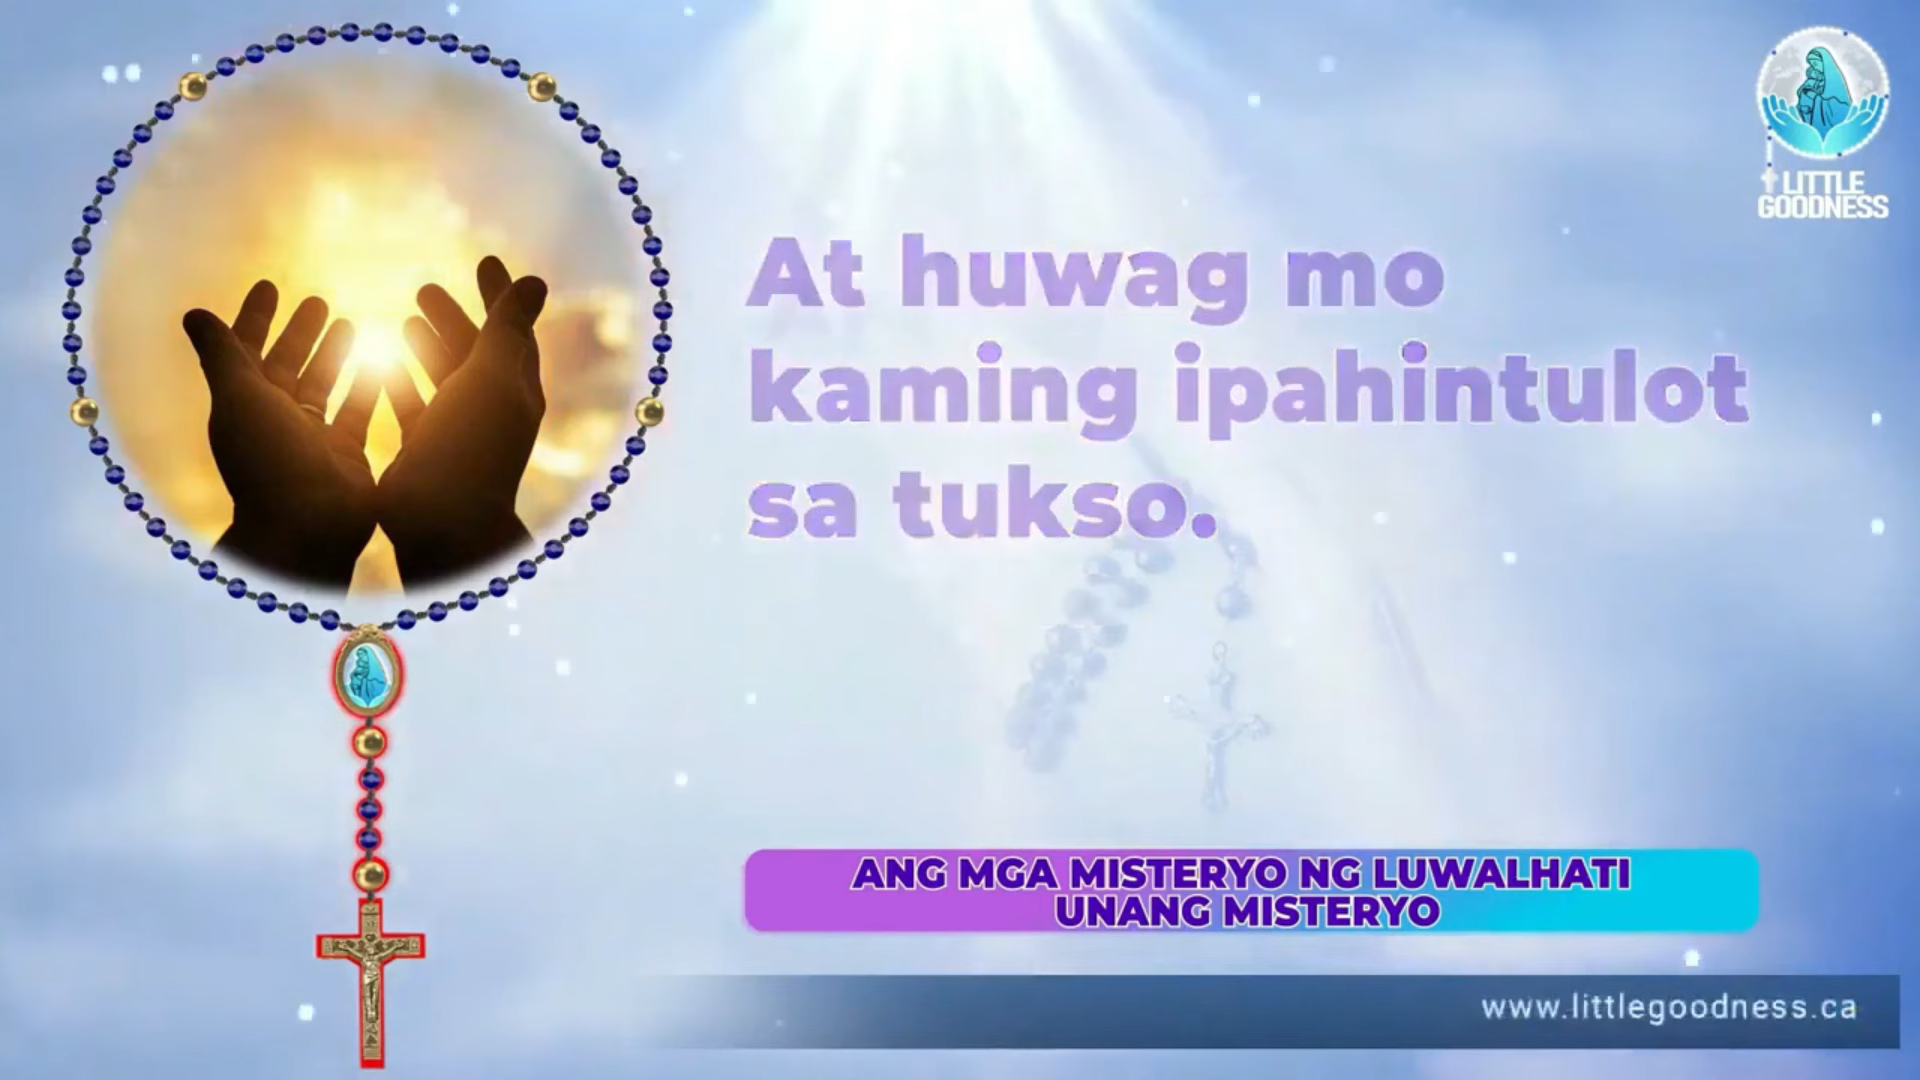 LITTLE
GOODNESS
At huwag mo
kaming ipahintulot
sa tukso.
ANG MGA MISTERYO NG LUWALHATI
UNANG MISTERYO
www.littlegoodness.ca